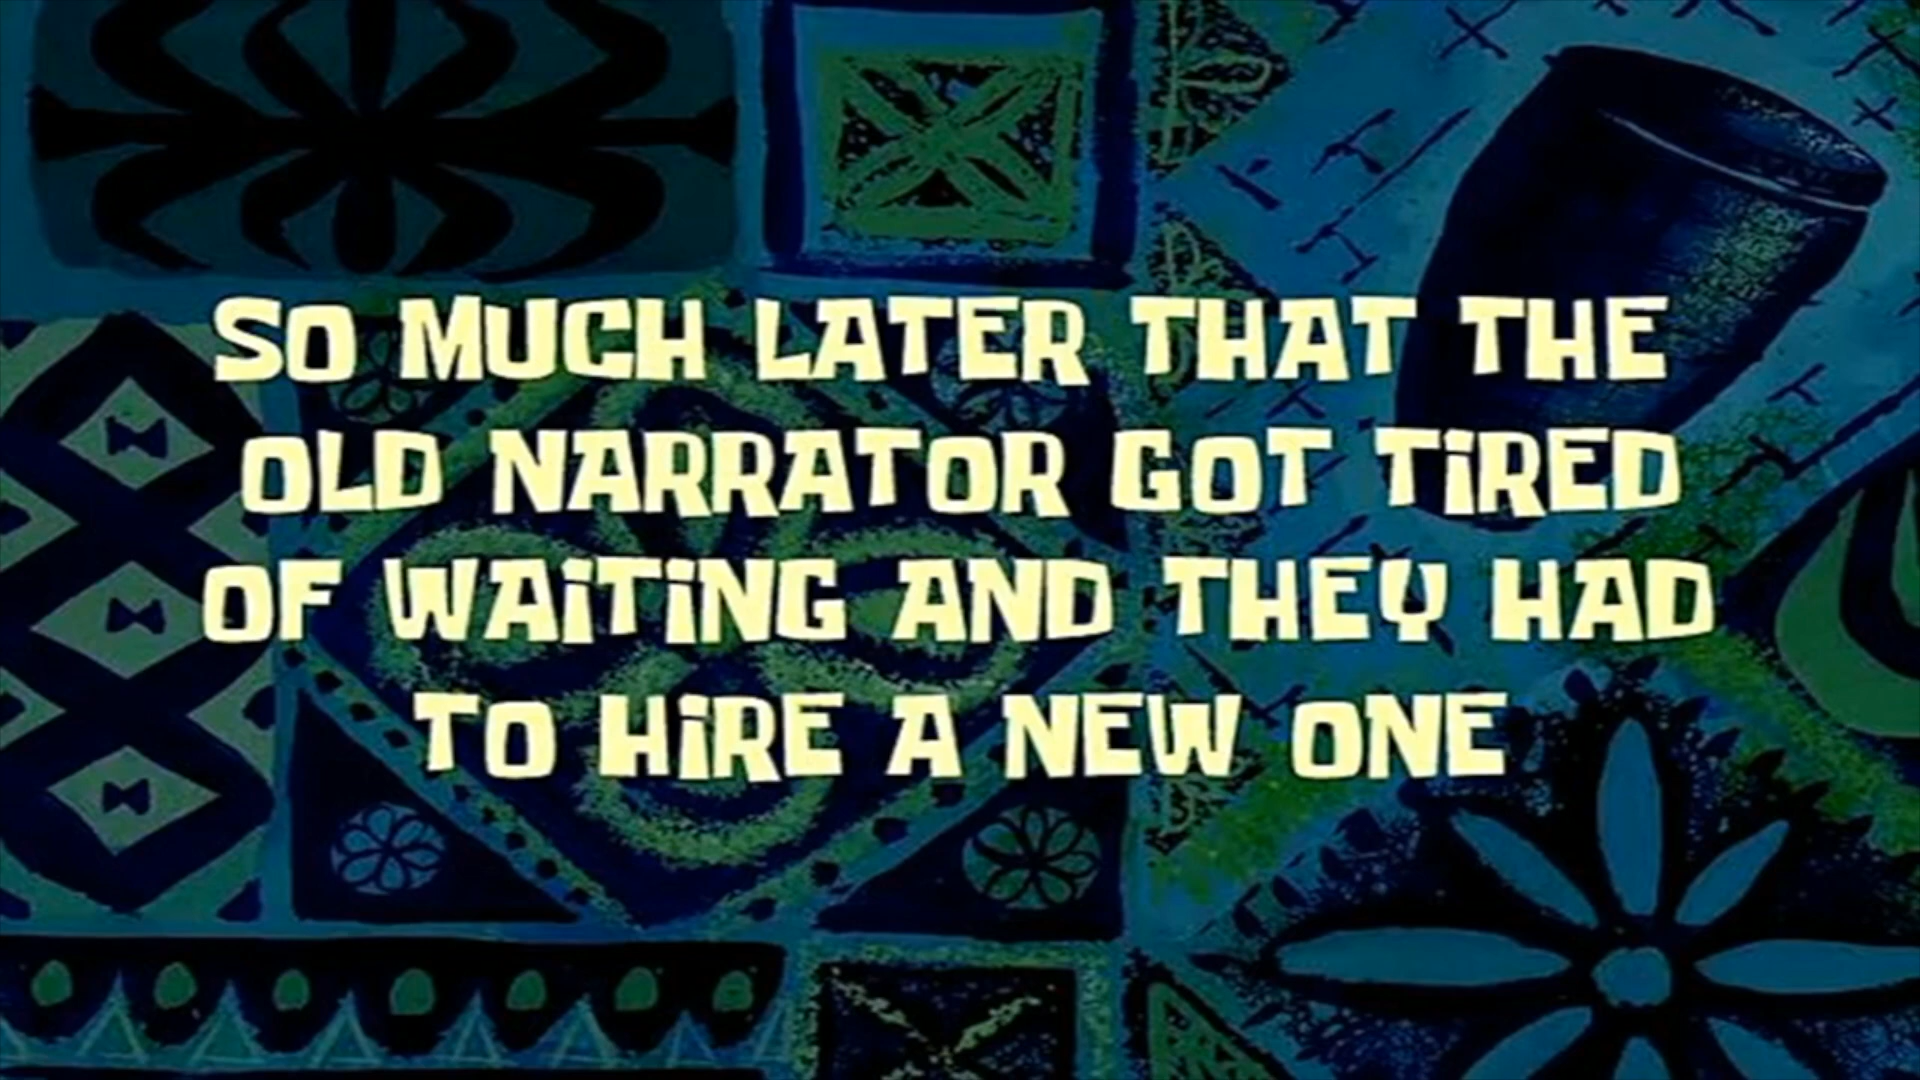 SO MUCH LATER THAT THE
OLD NARRATOR GOT TiRED
OF WAiTiNG AND THEY HAD
TO HiRE A NEW ONE